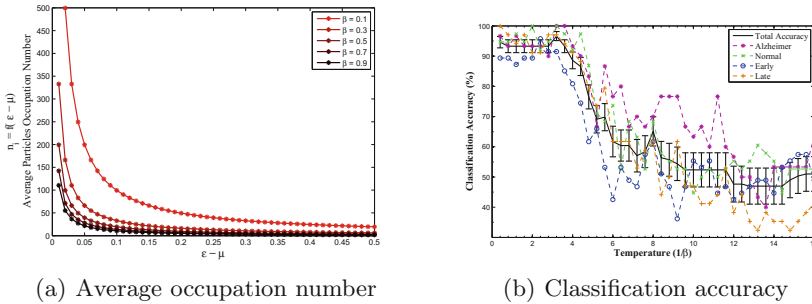 500
450
400
350
300
250
200
150
100
50
0
0 0.05 0.1 0.15 0.2 0.25 0.3 0.35 0.4 0.45 0.5
ε − μ
n_i = f( ε − μ)
Average Particles Occupation Number
β = 0.1
β = 0.3
β = 0.5
β = 0.7
β = 0.9
(a) Average occupation number
100
90
80
70
60
50
40
0 2 4 6 8 10 12 14 16
Temperature (1/β)
Classification Accuracy (%)
Total Accuracy
Alzheimer
Normal
Early
Late
(b) Classification accuracy